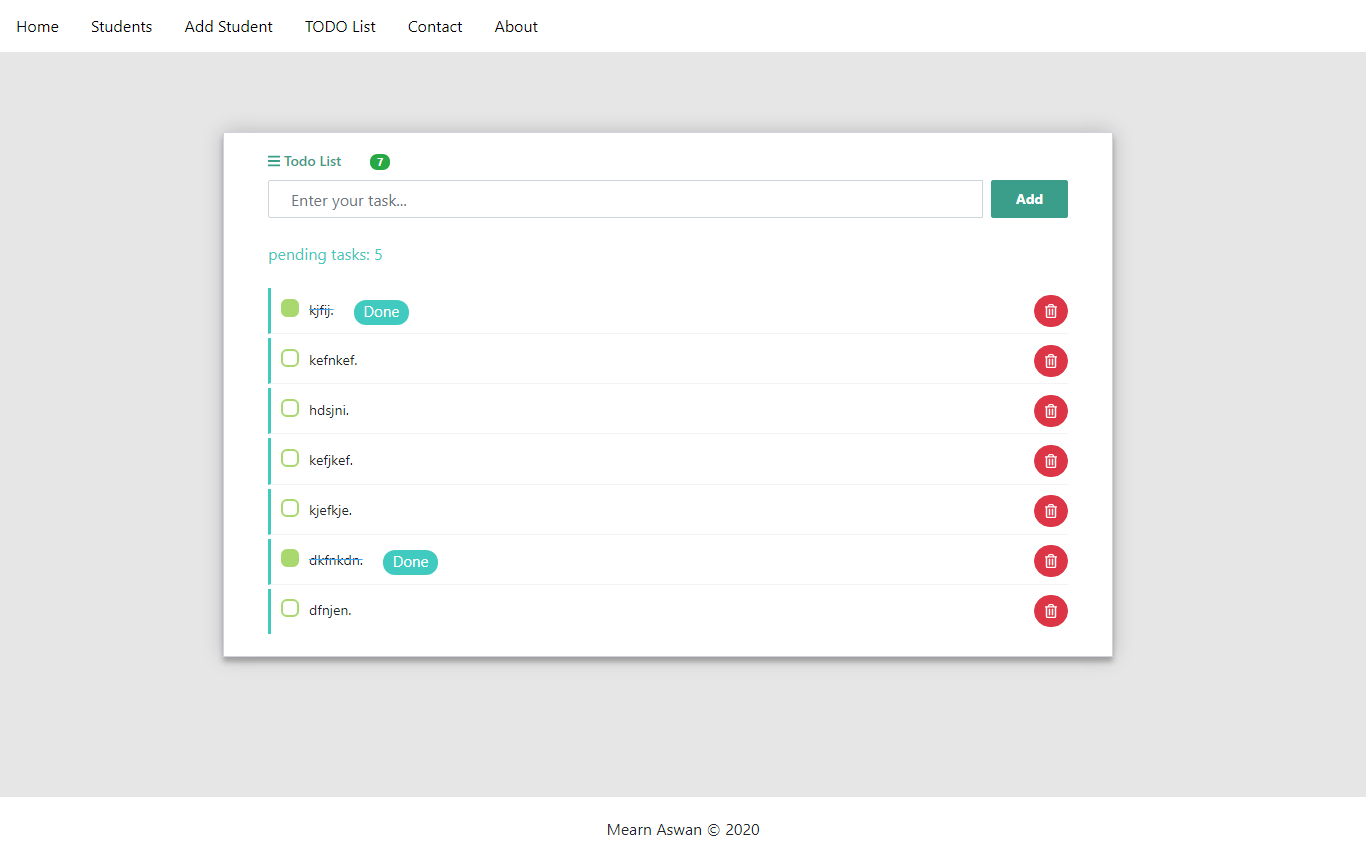 Home Students Add Student TODO List Contact About
Todo List 7
Enter your task... Add
pending tasks: 5
kjfij. Done
kefnkef.
hdsjni.
kefjkef.
kjefkje.
dkfnkdn. Done
dfnjen.
Mearn Aswan © 2020